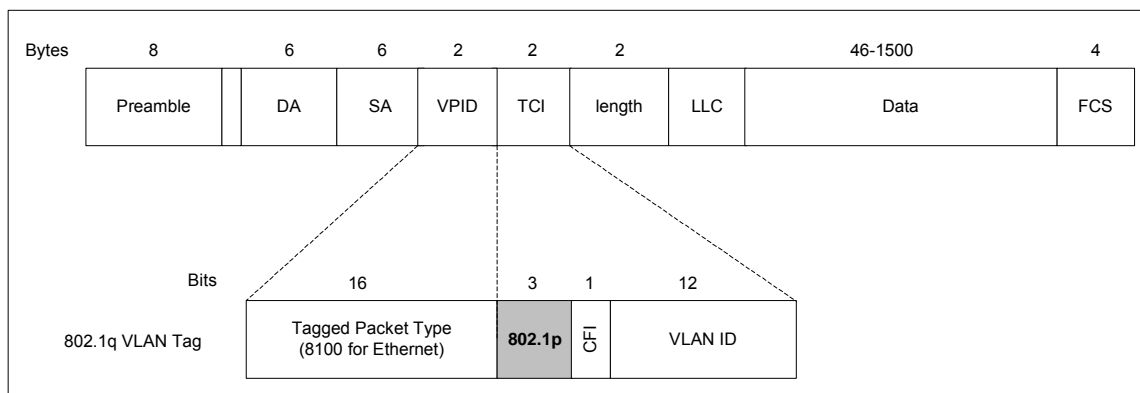 Bytes 8 6 6 2 2 2 46-1500 4
Preamble DA SA VPID TCI length LLC Data FCS
Bits 16 3 1 12
802.1q VLAN Tag
Tagged Packet Type
(8100 for Ethernet)
802.1p
CFI
VLAN ID